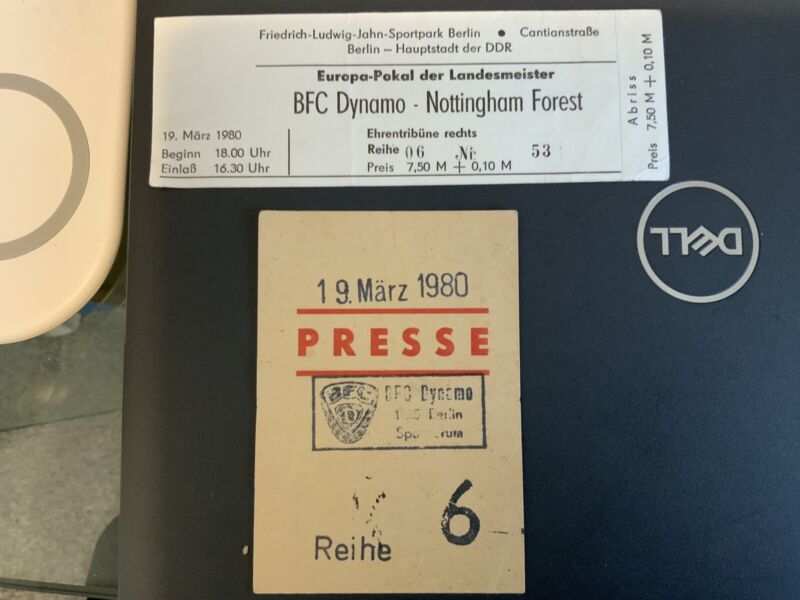 Friedrich-Ludwig-Jahn-Sportpark Berlin • Cantianstraße
Berlin – Hauptstadt der DDR
Europa-Pokal der Landesmeister
BFC Dynamo - Nottingham Forest
19. März 1980
Beginn 18.00 Uhr
Einlaß 16.30 Uhr
Ehrentribüne rechts
Reihe 06 Nr. 53
Preis 7,50 M + 0,10 M
Abriss
Preis 7,50 M + 0,10 M
DELL
19. März 1980
PRESSE
BFC
BFC Dynamo
Berlin
6
Reihe